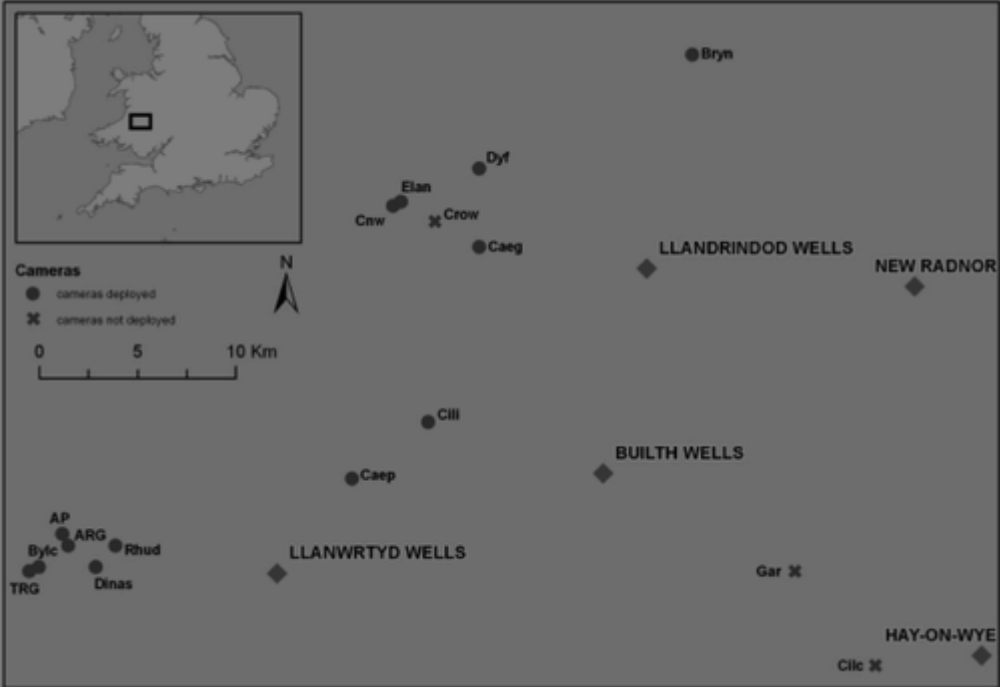 Bryn
Dyf
Elan
Cnw
Crow
Caeg
LLANDRINDOD WELLS
NEW RADNOR
N
Cameras
cameras deployed
cameras not deployed
0 5 10 Km
Cili
BUILTH WELLS
Caep
AP
ARG
Bylc
Rhud
LLANWRTYD WELLS
TRG
Dinas
Gar
HAY-ON-WYE
Cilc